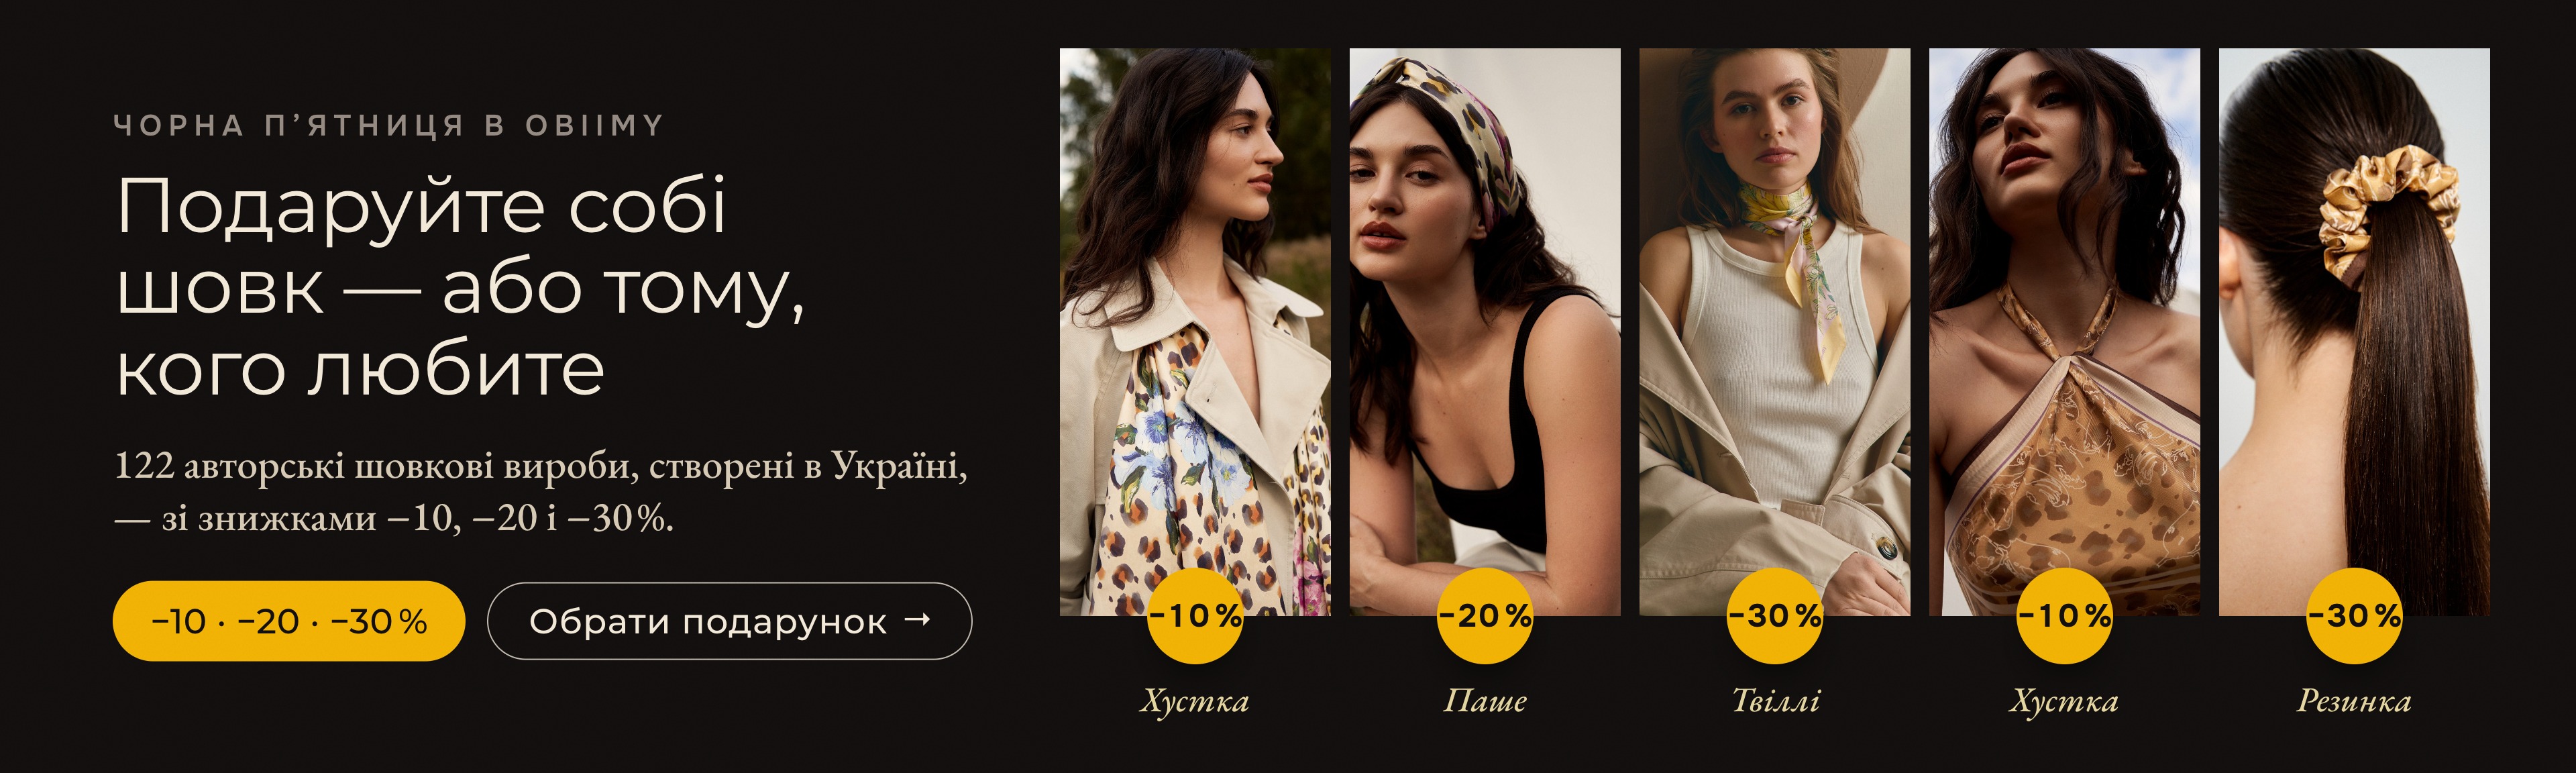 ЧОРНА П’ЯТНИЦЯ В OBIIMY
Подаруйте собі
шовк — або тому,
кого любите
122 авторські шовкові вироби, створені в Україні,
— зі знижками −10, −20 і −30%.
−10 · −20 · −30%
Обрати подарунок →
−10%
−20%
−30%
−10%
−30%
Хустка
Паше
Твіллі
Хустка
Резинка